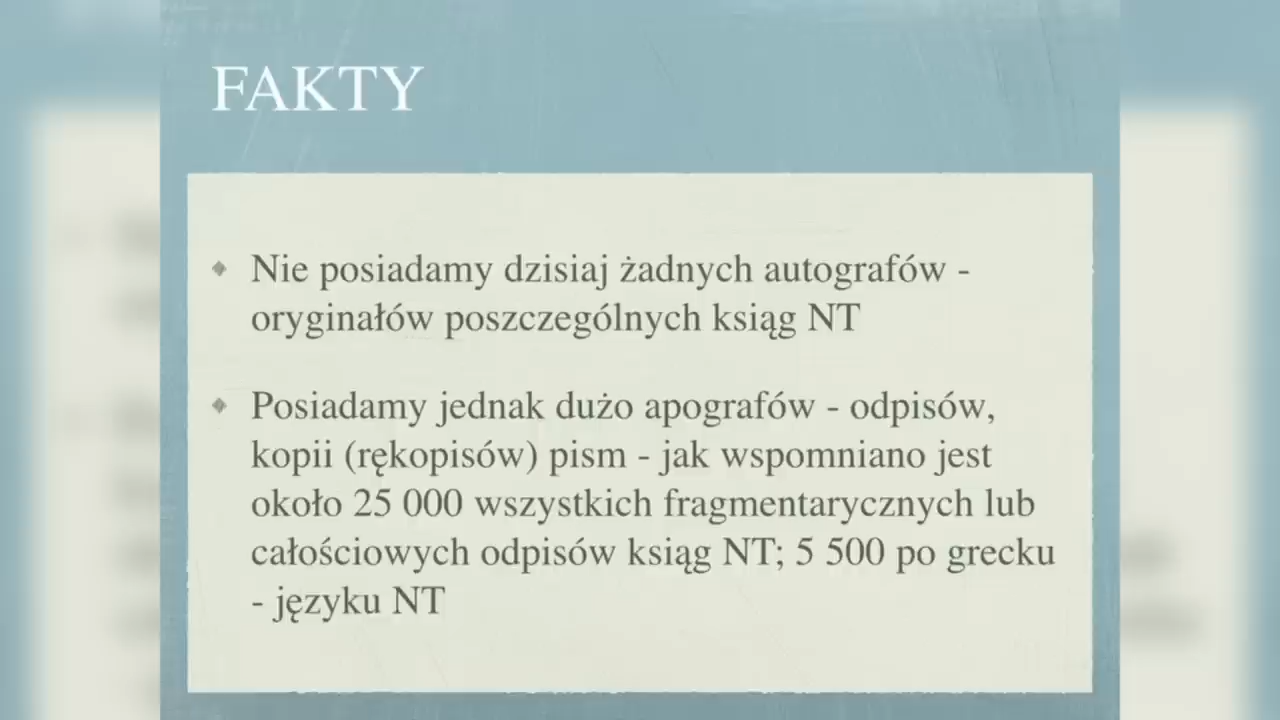 FAKTY
Nie posiadamy dzisiaj żadnych autografów -
oryginałów poszczególnych ksiąg NT
Posiadamy jednak dużo apografów - odpisów,
kopii (rękopisów) pism - jak wspomniano jest
około 25 000 wszystkich fragmentarycznych lub
całościowych odpisów ksiąg NT; 5 500 po grecku
- języku NT